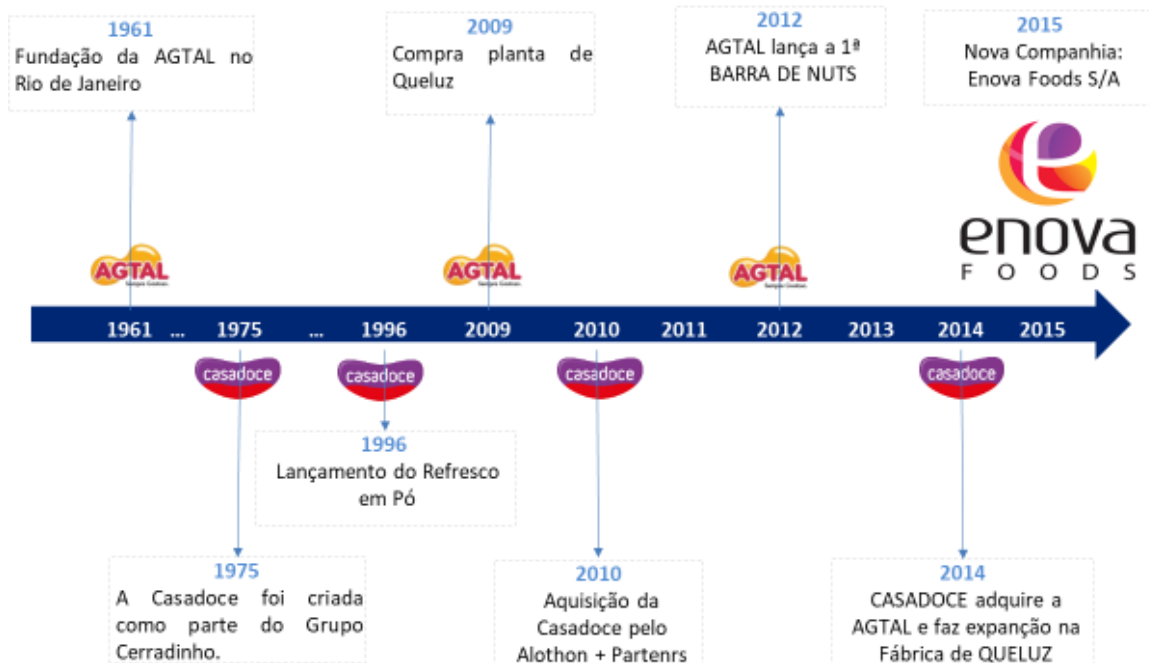 1961
Fundação da AGTAL no
Rio de Janeiro
2009
Compra planta de
Queluz
2012
AGTAL lança a 1ª
BARRA DE NUTS
2015
Nova Companhia:
Enova Foods S/A
enova
FOODS
AGTAL
AGTAL
AGTAL
1961 ... 1975 ... 1996 2009 2010 2011 2012 2013 2014 2015
casadoce
casadoce
casadoce
casadoce
1996
Lançamento do Refresco
em Pó
1975
A Casadoce foi criada
como parte do Grupo
Cerradinho.
2010
Aquisição da
Casadoce pelo
Alothon + Partenrs
2014
CASADOCE adquire a
AGTAL e faz expanção na
Fábrica de QUELUZ